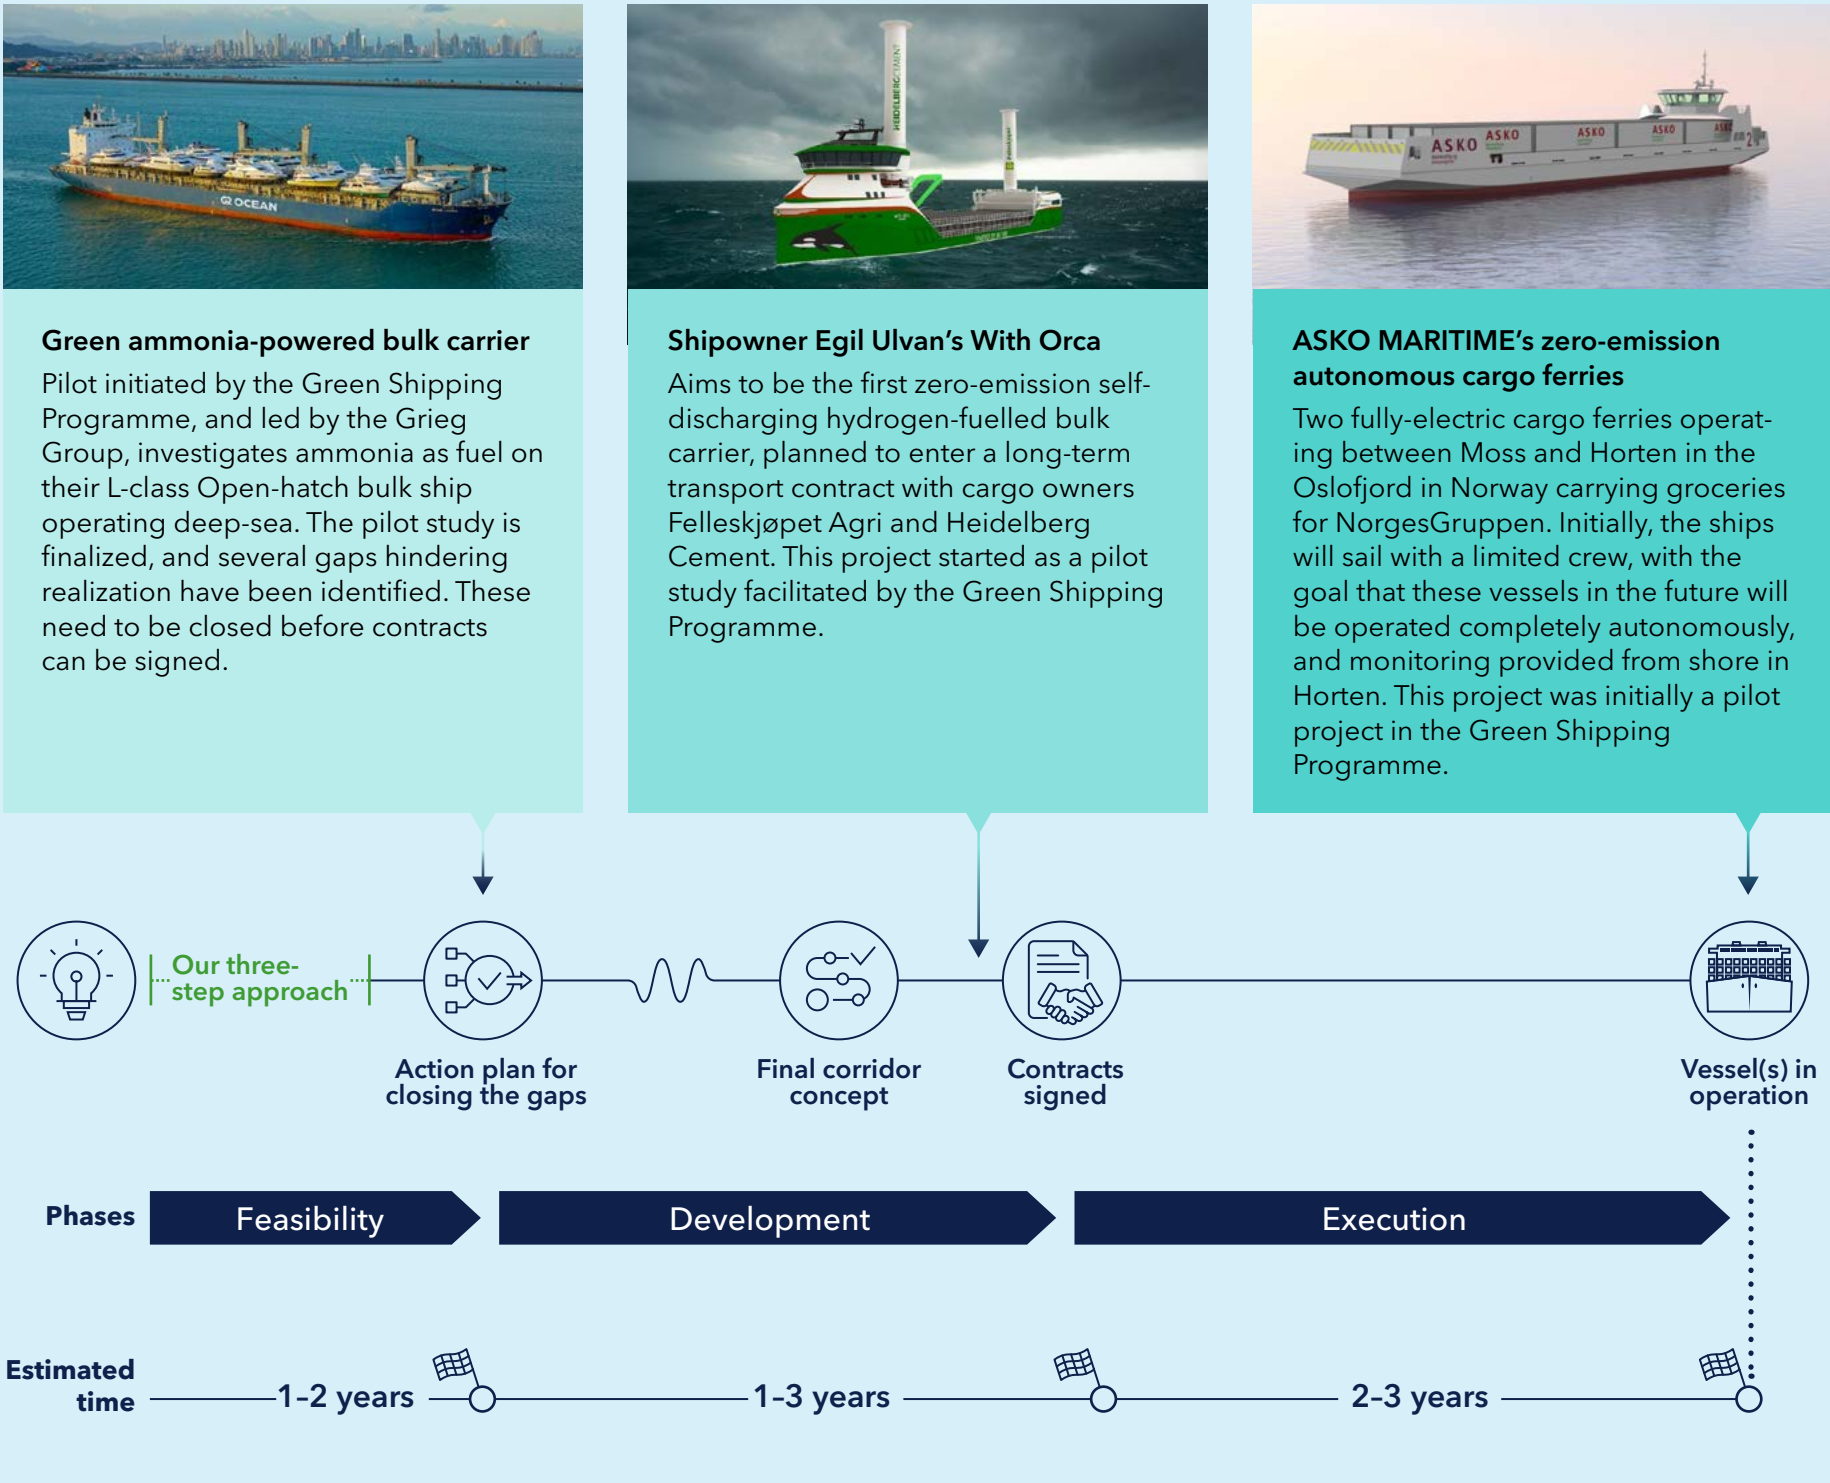 G2 OCEAN
HEIDELBERGCEMENT
ASKO
ASKO
ASKO
ASKO
ASKO
2
Green ammonia-powered bulk carrier
Pilot initiated by the Green Shipping
Programme, and led by the Grieg
Group, investigates ammonia as fuel on
their L-class Open-hatch bulk ship
operating deep-sea. The pilot study is
finalized, and several gaps hindering
realization have been identified. These
need to be closed before contracts
can be signed.
Shipowner Egil Ulvan’s With Orca
Aims to be the first zero-emission self-
discharging hydrogen-fuelled bulk
carrier, planned to enter a long-term
transport contract with cargo owners
Felleskjøpet Agri and Heidelberg
Cement. This project started as a pilot
study facilitated by the Green Shipping
Programme.
ASKO MARITIME’s zero-emission
autonomous cargo ferries
Two fully-electric cargo ferries operat-
ing between Moss and Horten in the
Oslofjord in Norway carrying groceries
for NorgesGruppen. Initially, the ships
will sail with a limited crew, with the
goal that these vessels in the future will
be operated completely autonomously,
and monitoring provided from shore in
Horten. This project was initially a pilot
project in the Green Shipping
Programme.
Our three-
step approach
Action plan for
closing the gaps
Final corridor
concept
Contracts
signed
Vessel(s) in
operation
Phases
Feasibility
Development
Execution
Estimated
time
1–2 years
1–3 years
2–3 years